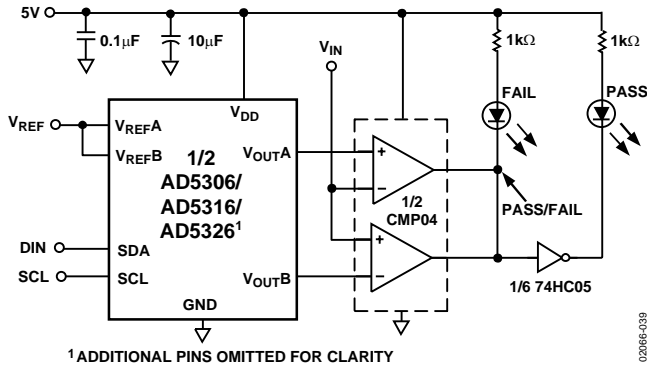 5V
0.1µF
10µF
VIN
1kΩ
1kΩ
FAIL
PASS
VDD
VREF
VREFA
VREFB
1/2
AD5306/
AD5316/
AD5326¹
VOUTA
+
−
1/2
CMP04
PASS/FAIL
DIN
SDA
SCL
SCL
VOUTB
+
−
GND
1/6 74HC05
¹ADDITIONAL PINS OMITTED FOR CLARITY
02066-039